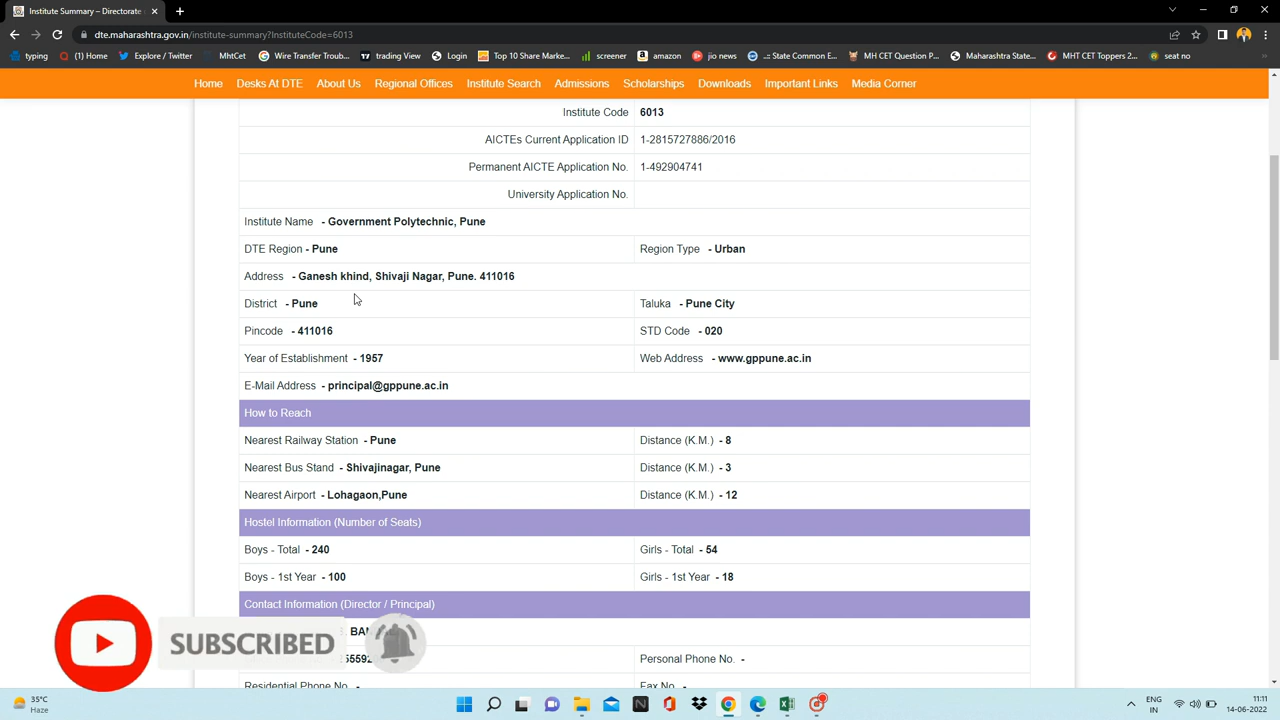 Institute Summary – Directorate
dte.maharashtra.gov.in/institute-summary?InstituteCode=6013
typing (1) Home Explore / Twitter MhtCet Wire Transfer Troub... trading View Login Top 10 Share Marke... screener amazon jio news ..:: State Common E... MH CET Question P... Maharashtra State... MHT CET Toppers 2... seat no
Home Desks At DTE About Us Regional Offices Institute Search Admissions Scholarships Downloads Important Links Media Corner
Institute Code 6013
AICTEs Current Application ID 1-2815727886/2016
Permanent AICTE Application No. 1-492904741
University Application No.
Institute Name - Government Polytechnic, Pune
DTE Region - Pune Region Type - Urban
Address - Ganesh khind, Shivaji Nagar, Pune. 411016
District - Pune Taluka - Pune City
Pincode - 411016 STD Code - 020
Year of Establishment - 1957 Web Address - www.gppune.ac.in
E-Mail Address - principal@gppune.ac.in
How to Reach
Nearest Railway Station - Pune Distance (K.M.) - 8
Nearest Bus Stand - Shivajinagar, Pune Distance (K.M.) - 3
Nearest Airport - Lohagaon,Pune Distance (K.M.) - 12
Hostel Information (Number of Seats)
Boys - Total - 240 Girls - Total - 54
Boys - 1st Year - 100 Girls - 1st Year - 18
Contact Information (Director / Principal)
SUBSCRIBED
Personal Phone No. -
Residential Phone No. - Fax No. -
35°C
Haze
ENG
IN
11:11
14-06-2022